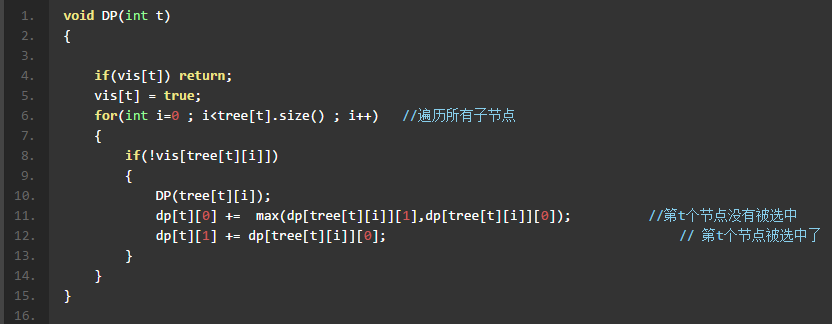 1. void DP(int t)
2. {
3.
4. if(vis[t]) return;
5. vis[t] = true;
6. for(int i=0 ; i<tree[t].size() ; i++) //遍历所有子节点
7. {
8. if(!vis[tree[t][i]])
9. {
10. DP(tree[t][i]);
11. dp[t][0] += max(dp[tree[t][i]][1],dp[tree[t][i]][0]); //第t个节点没有被选中
12. dp[t][1] += dp[tree[t][i]][0]; // 第t个节点被选中了
13. }
14. }
15. }
16.